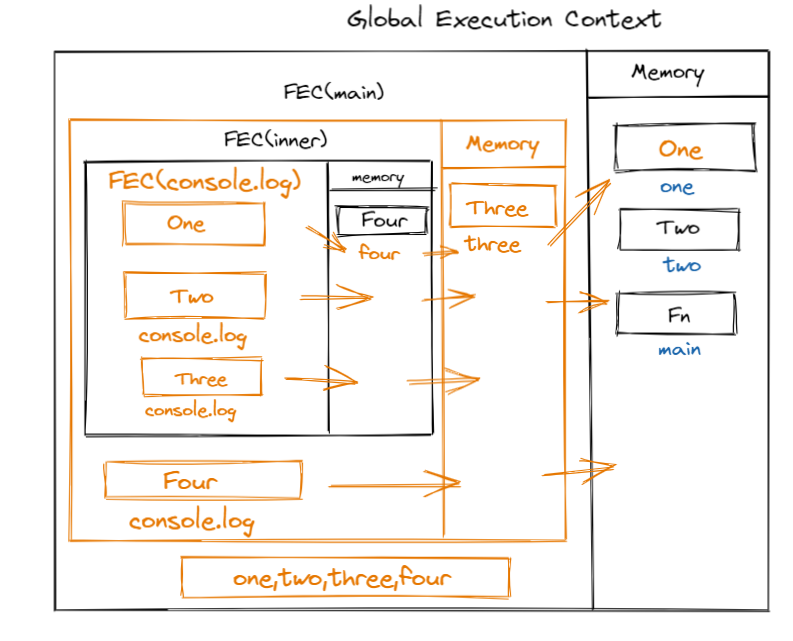 Global Execution Context
Memory
FEC(main)
FEC(inner)
Memory
FEC(console.log)
memory
One
one
One
Four
four
Three
three
Two
two
Two
console.log
Fn
main
Three
console.log
Four
console.log
one,two,three,four